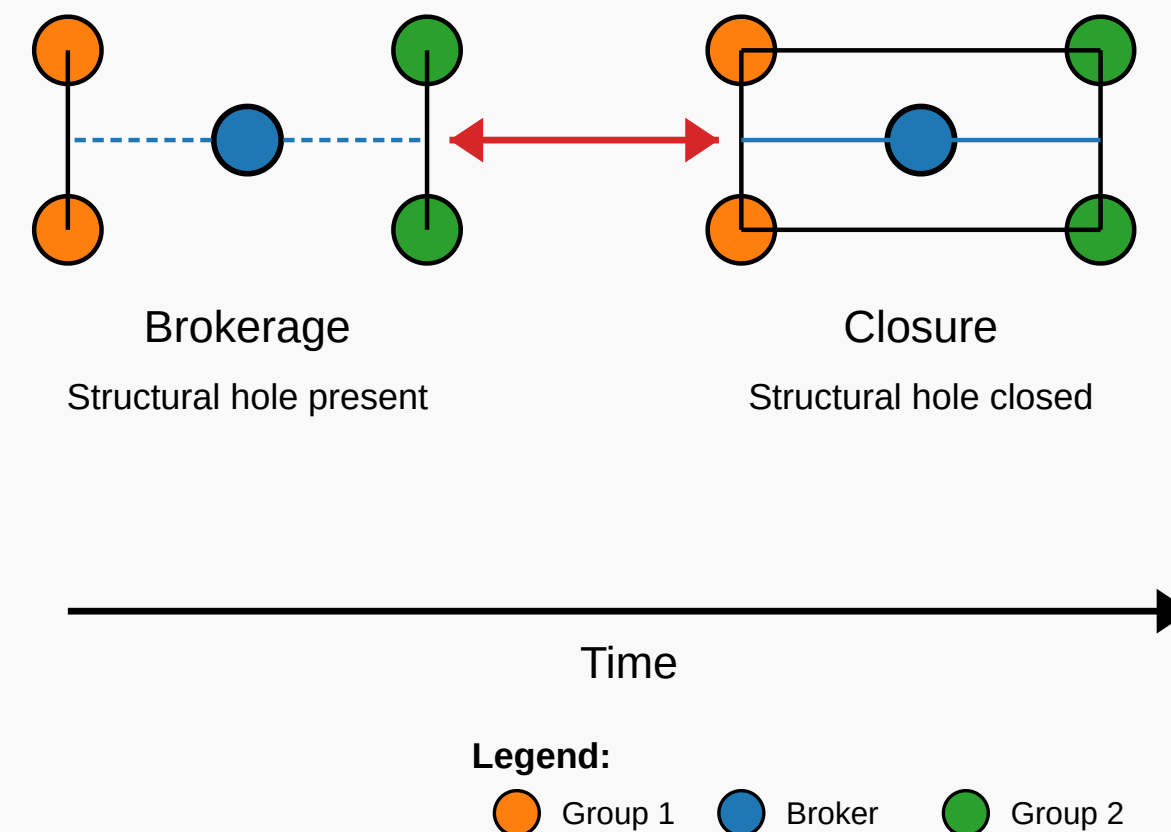 Brokerage
Closure
Structural hole present
Structural hole closed
Time
Legend:
Group 1
Broker
Group 2